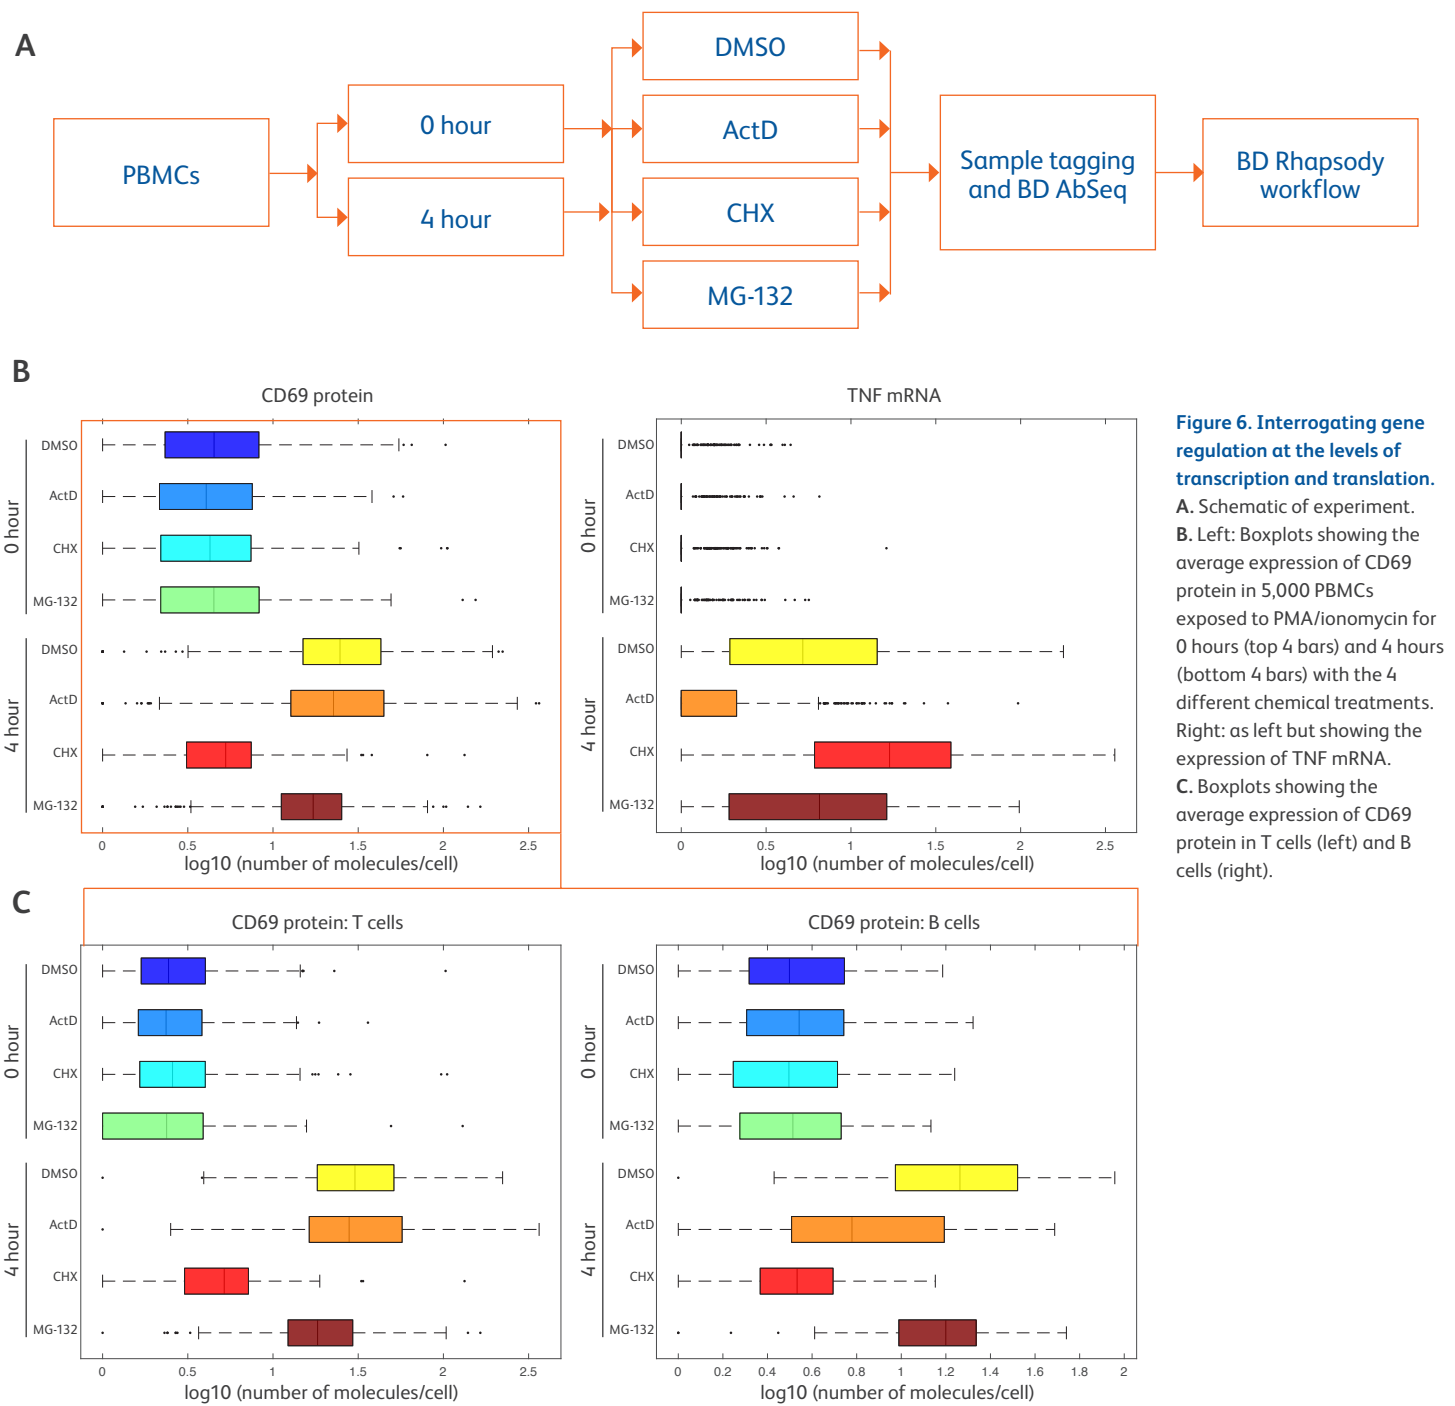 A
PBMCs
0 hour
4 hour
DMSO
ActD
CHX
MG-132
Sample tagging
and BD AbSeq
BD Rhapsody
workflow
B
CD69 protein
0 hour
DMSO
ActD
CHX
MG-132
4 hour
DMSO
ActD
CHX
MG-132
0 0.5 1 1.5 2 2.5
log10 (number of molecules/cell)
TNF mRNA
0 hour
DMSO
ActD
CHX
MG-132
4 hour
DMSO
ActD
CHX
MG-132
0 0.5 1 1.5 2 2.5
log10 (number of molecules/cell)
Figure 6. Interrogating gene
regulation at the levels of
transcription and translation.
A. Schematic of experiment.
B. Left: Boxplots showing the
average expression of CD69
protein in 5,000 PBMCs
exposed to PMA/ionomycin for
0 hours (top 4 bars) and 4 hours
(bottom 4 bars) with the 4
different chemical treatments.
Right: as left but showing the
expression of TNF mRNA.
C. Boxplots showing the
average expression of CD69
protein in T cells (left) and B
cells (right).
C
CD69 protein: T cells
0 hour
DMSO
ActD
CHX
MG-132
4 hour
DMSO
ActD
CHX
MG-132
0 0.5 1 1.5 2 2.5
log10 (number of molecules/cell)
CD69 protein: B cells
0 hour
DMSO
ActD
CHX
MG-132
4 hour
DMSO
ActD
CHX
MG-132
0 0.2 0.4 0.6 0.8 1 1.2 1.4 1.6 1.8 2
log10 (number of molecules/cell)